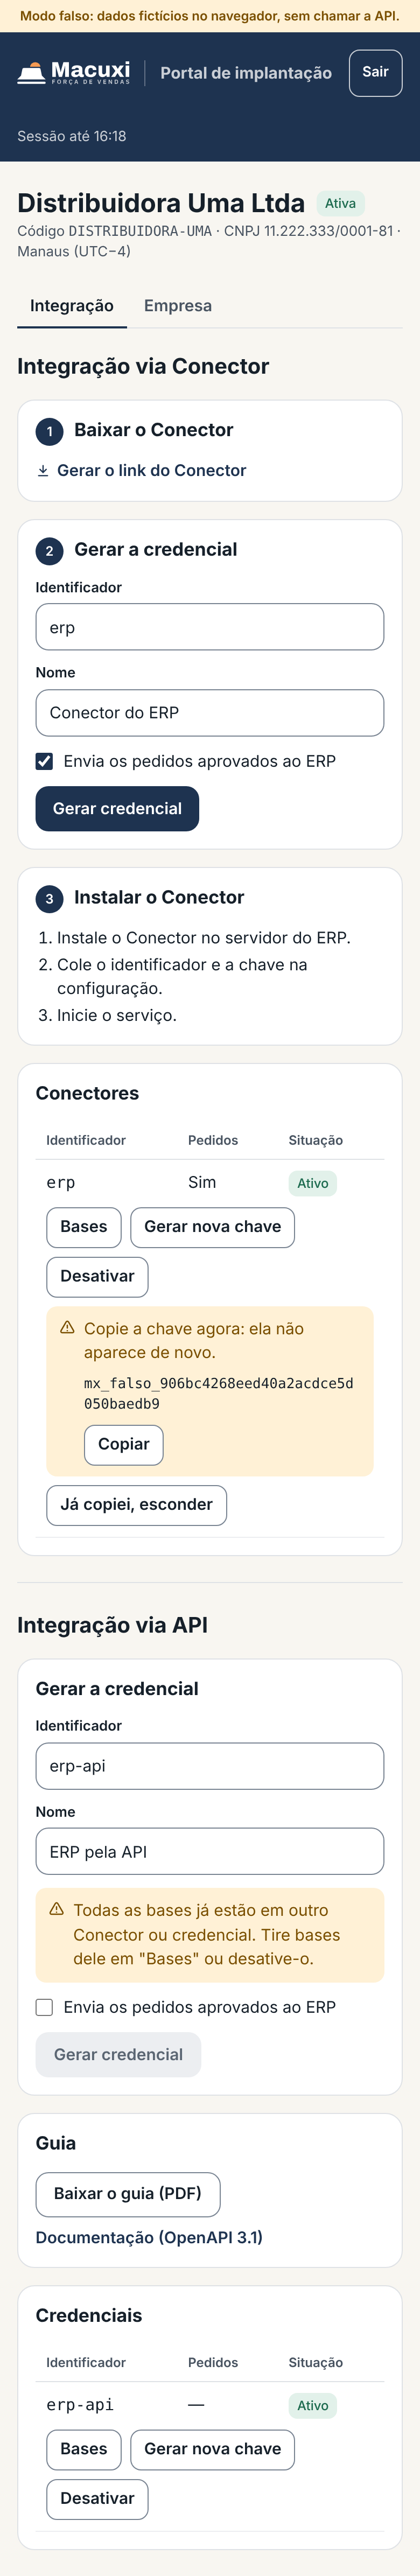 Modo falso: dados fictícios no navegador, sem chamar a API.
Macuxi
FORÇA DE VENDAS
Portal de implantação
Sair
Sessão até 16:18
Distribuidora Uma Ltda
Ativa
Código DISTRIBUIDORA-UMA · CNPJ 11.222.333/0001-81 ·
Manaus (UTC−4)
Integração
Empresa
Integração via Conector
1
Baixar o Conector
Gerar o link do Conector
2
Gerar a credencial
Identificador
erp
Nome
Conector do ERP
Envia os pedidos aprovados ao ERP
Gerar credencial
3
Instalar o Conector
1. Instale o Conector no servidor do ERP.
2. Cole o identificador e a chave na
configuração.
3. Inicie o serviço.
Conectores
Identificador Pedidos Situação
erp Sim Ativo
Bases Gerar nova chave
Desativar
Copie a chave agora: ela não
aparece de novo.
mx_falso_906bc4268eed40a2acdce5d
050baedb9
Copiar
Já copiei, esconder
Integração via API
Gerar a credencial
Identificador
erp-api
Nome
ERP pela API
Todas as bases já estão em outro
Conector ou credencial. Tire bases
dele em "Bases" ou desative-o.
Envia os pedidos aprovados ao ERP
Gerar credencial
Guia
Baixar o guia (PDF)
Documentação (OpenAPI 3.1)
Credenciais
Identificador Pedidos Situação
erp-api — Ativo
Bases Gerar nova chave
Desativar